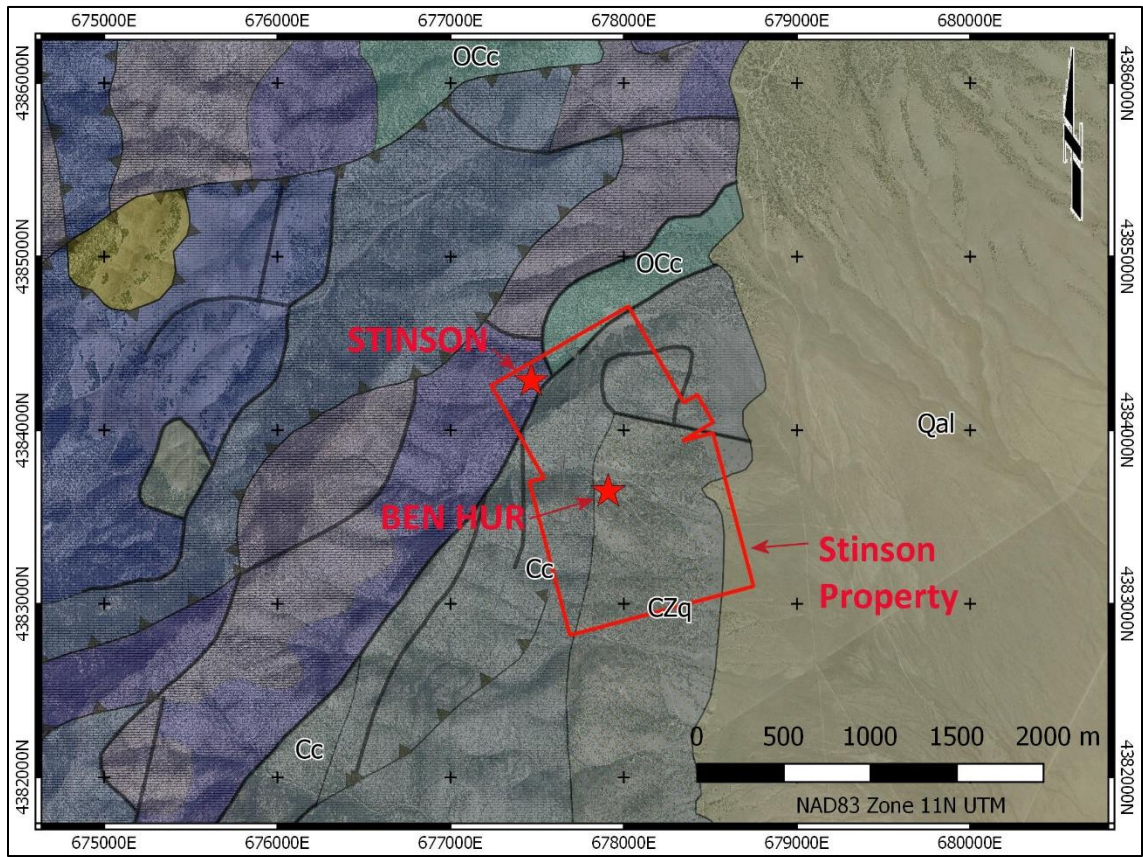 675000E 676000E 677000E 678000E 679000E 680000E
4386000N
4386000N
OCc
4385000N
4385000N
OCc
STINSON
4384000N
4384000N
Qal
BEN HUR
Stinson
Property
Cc
CZq
4383000N
4383000N
Cc
0 500 1000 1500 2000 m
4382000N
4382000N
NAD83 Zone 11N UTM
675000E 676000E 677000E 678000E 679000E 680000E